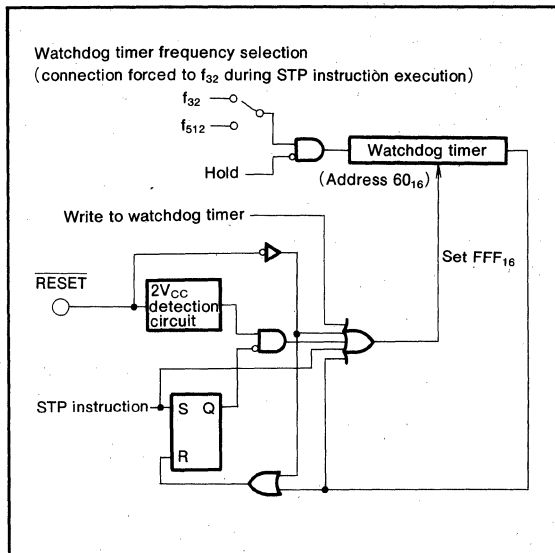 Watchdog timer frequency selection
(connection forced to f32 during STP instruction execution)
f32
f512
Hold
Watchdog timer
(Address 6016)
Write to watchdog timer
Set FFF16
RESET
2VCC
detection
circuit
STP instruction
S Q
R